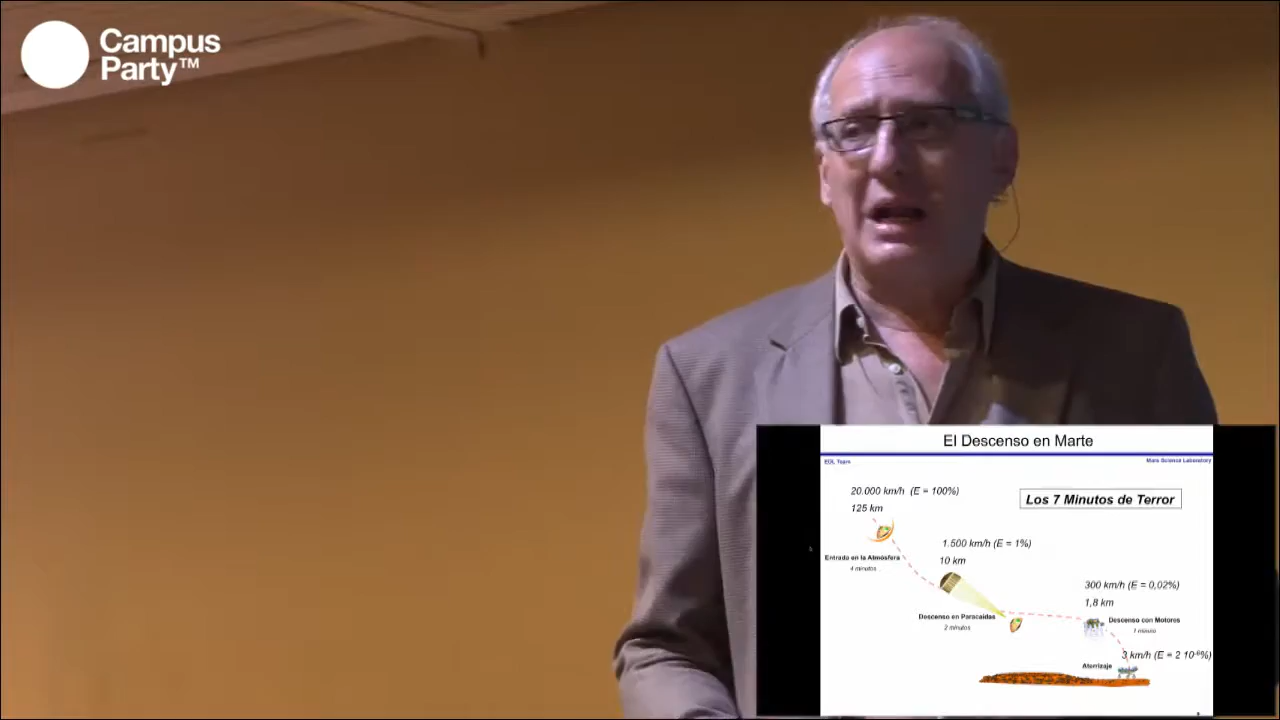 Campus
Party™
El Descenso en Marte
EDL Team
Mars Science Laboratory
20.000 km/h (E = 100%)
125 km
Los 7 Minutos de Terror
Entrada en la Atmósfera
4 minutos
1.500 km/h (E = 1%)
10 km
Descenso en Paracaídas
2 minutos
300 km/h (E = 0,02%)
1,8 km
Descenso con Motores
1 minuto
3 km/h (E = 2 10⁻⁶%)
Aterrizaje